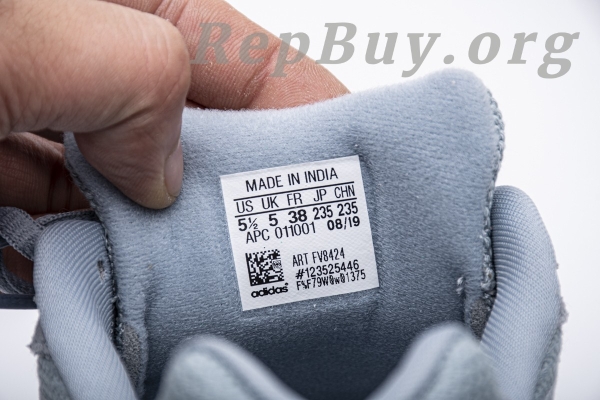 RepBuy.org
MADE IN INDIA
US UK FR JP CHN
5½ 5 38 235 235
APC 011001 08/19
ART FV8424
#123525446
F%F79W0w01375
adidas